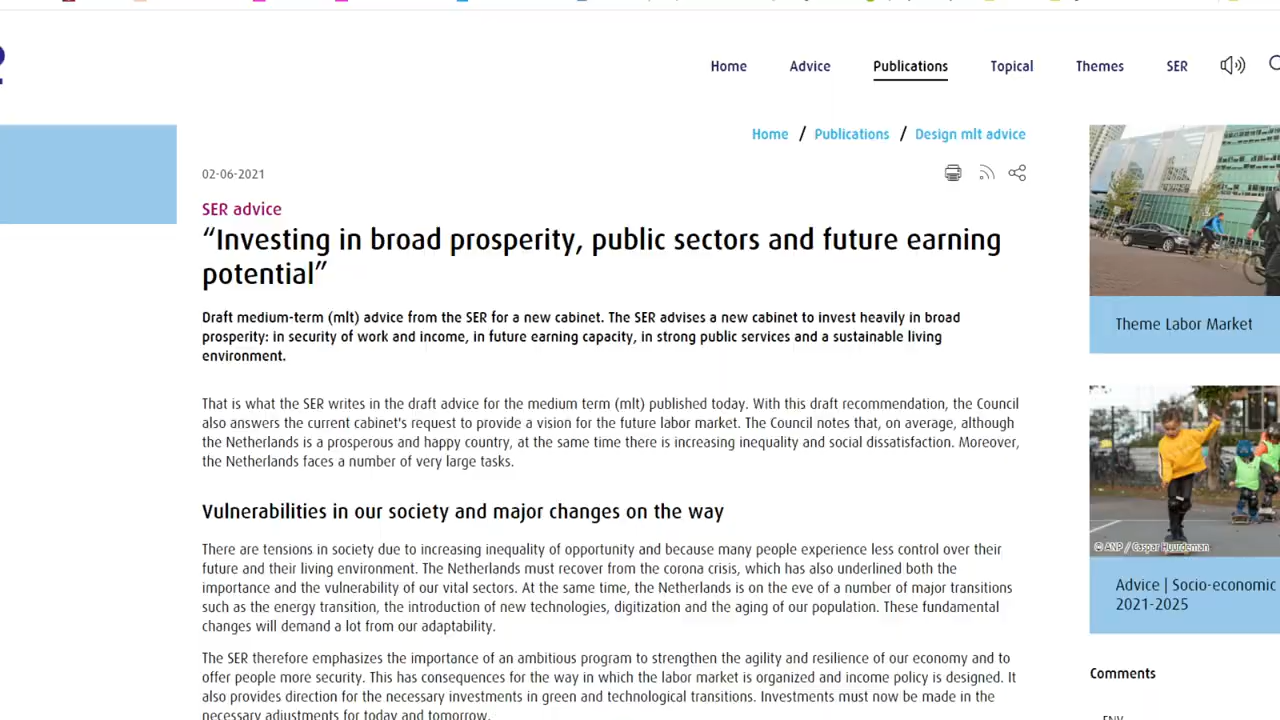 Home Advice Publications Topical Themes SER
Home / Publications / Design mlt advice
02-06-2021
SER advice
“Investing in broad prosperity, public sectors and future earning
potential”
Draft medium-term (mlt) advice from the SER for a new cabinet. The SER advises a new cabinet to invest heavily in broad
prosperity: in security of work and income, in future earning capacity, in strong public services and a sustainable living
environment.
That is what the SER writes in the draft advice for the medium term (mlt) published today. With this draft recommendation, the Council
also answers the current cabinet's request to provide a vision for the future labor market. The Council notes that, on average, although
the Netherlands is a prosperous and happy country, at the same time there is increasing inequality and social dissatisfaction. Moreover,
the Netherlands faces a number of very large tasks.
Vulnerabilities in our society and major changes on the way
There are tensions in society due to increasing inequality of opportunity and because many people experience less control over their
future and their living environment. The Netherlands must recover from the corona crisis, which has also underlined both the
importance and the vulnerability of our vital sectors. At the same time, the Netherlands is on the eve of a number of major transitions
such as the energy transition, the introduction of new technologies, digitization and the aging of our population. These fundamental
changes will demand a lot from our adaptability.
The SER therefore emphasizes the importance of an ambitious program to strengthen the agility and resilience of our economy and to
offer people more security. This has consequences for the way in which the labor market is organized and income policy is designed. It
also provides direction for the necessary investments in green and technological transitions. Investments must now be made in the
necessary adjustments for today and tomorrow.
Theme Labor Market
© ANP / Caspar Huurdeman
Advice | Socio-economic
2021-2025
Comments
FNV